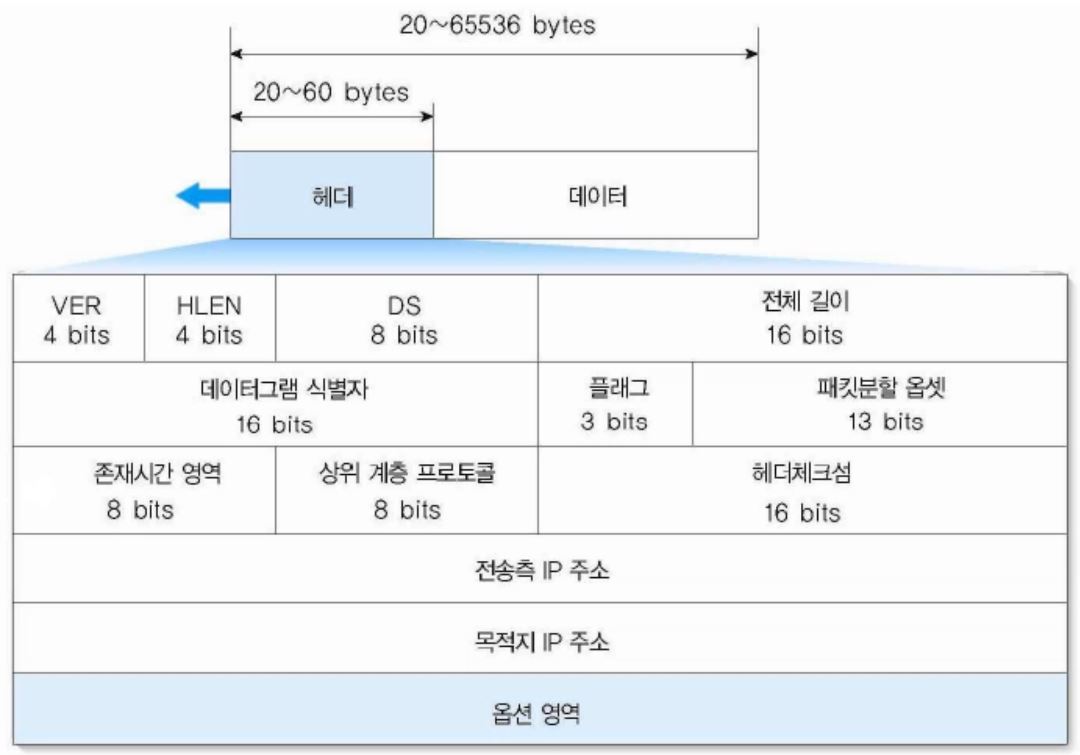 20~65536 bytes
20~60 bytes
헤더
데이터
VER
4 bits
HLEN
4 bits
DS
8 bits
전체 길이
16 bits
데이터그램 식별자
16 bits
플래그
3 bits
패킷분할 옵셋
13 bits
존재시간 영역
8 bits
상위 계층 프로토콜
8 bits
헤더체크섬
16 bits
전송측 IP 주소
목적지 IP 주소
옵션 영역